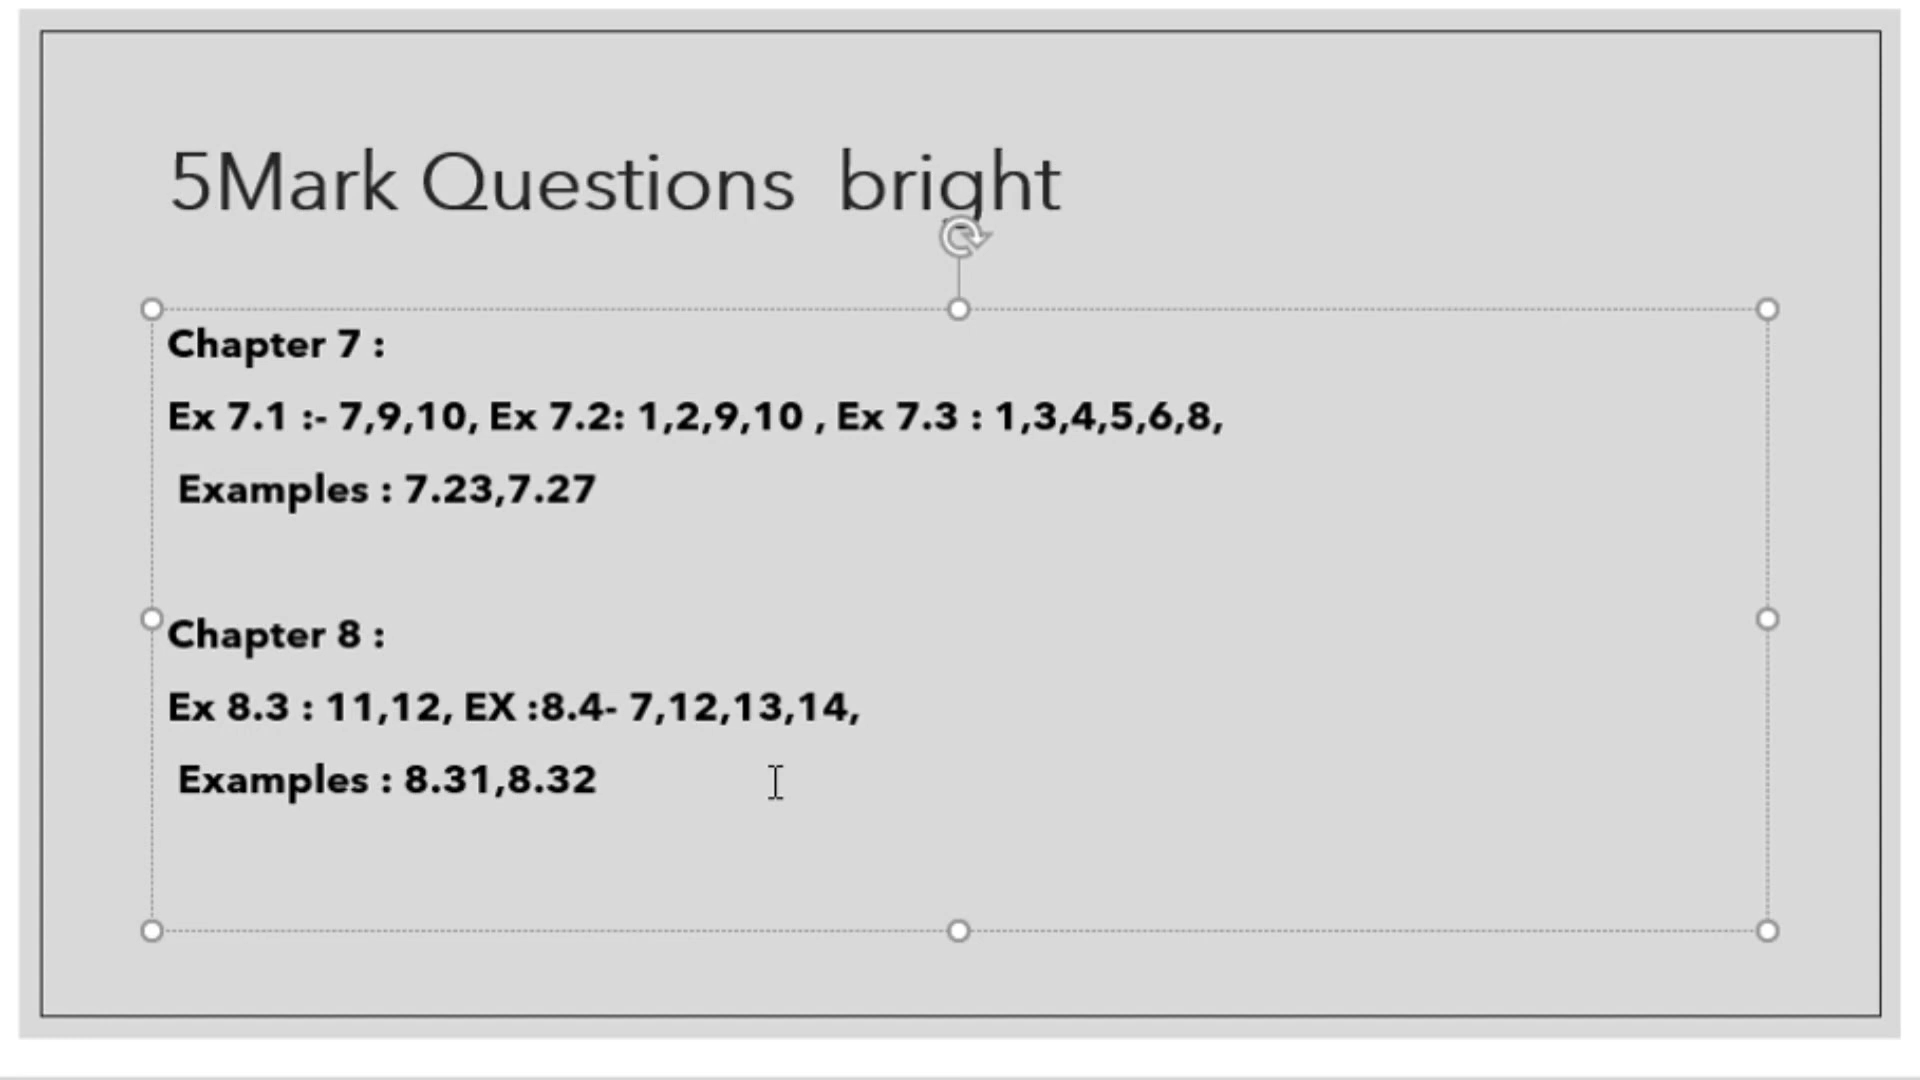 5Mark Questions  bright
Chapter 7 :
Ex 7.1 :- 7,9,10, Ex 7.2: 1,2,9,10 , Ex 7.3 : 1,3,4,5,6,8,
Examples : 7.23,7.27
Chapter 8 :
Ex 8.3 : 11,12, EX :8.4- 7,12,13,14,
Examples : 8.31,8.32